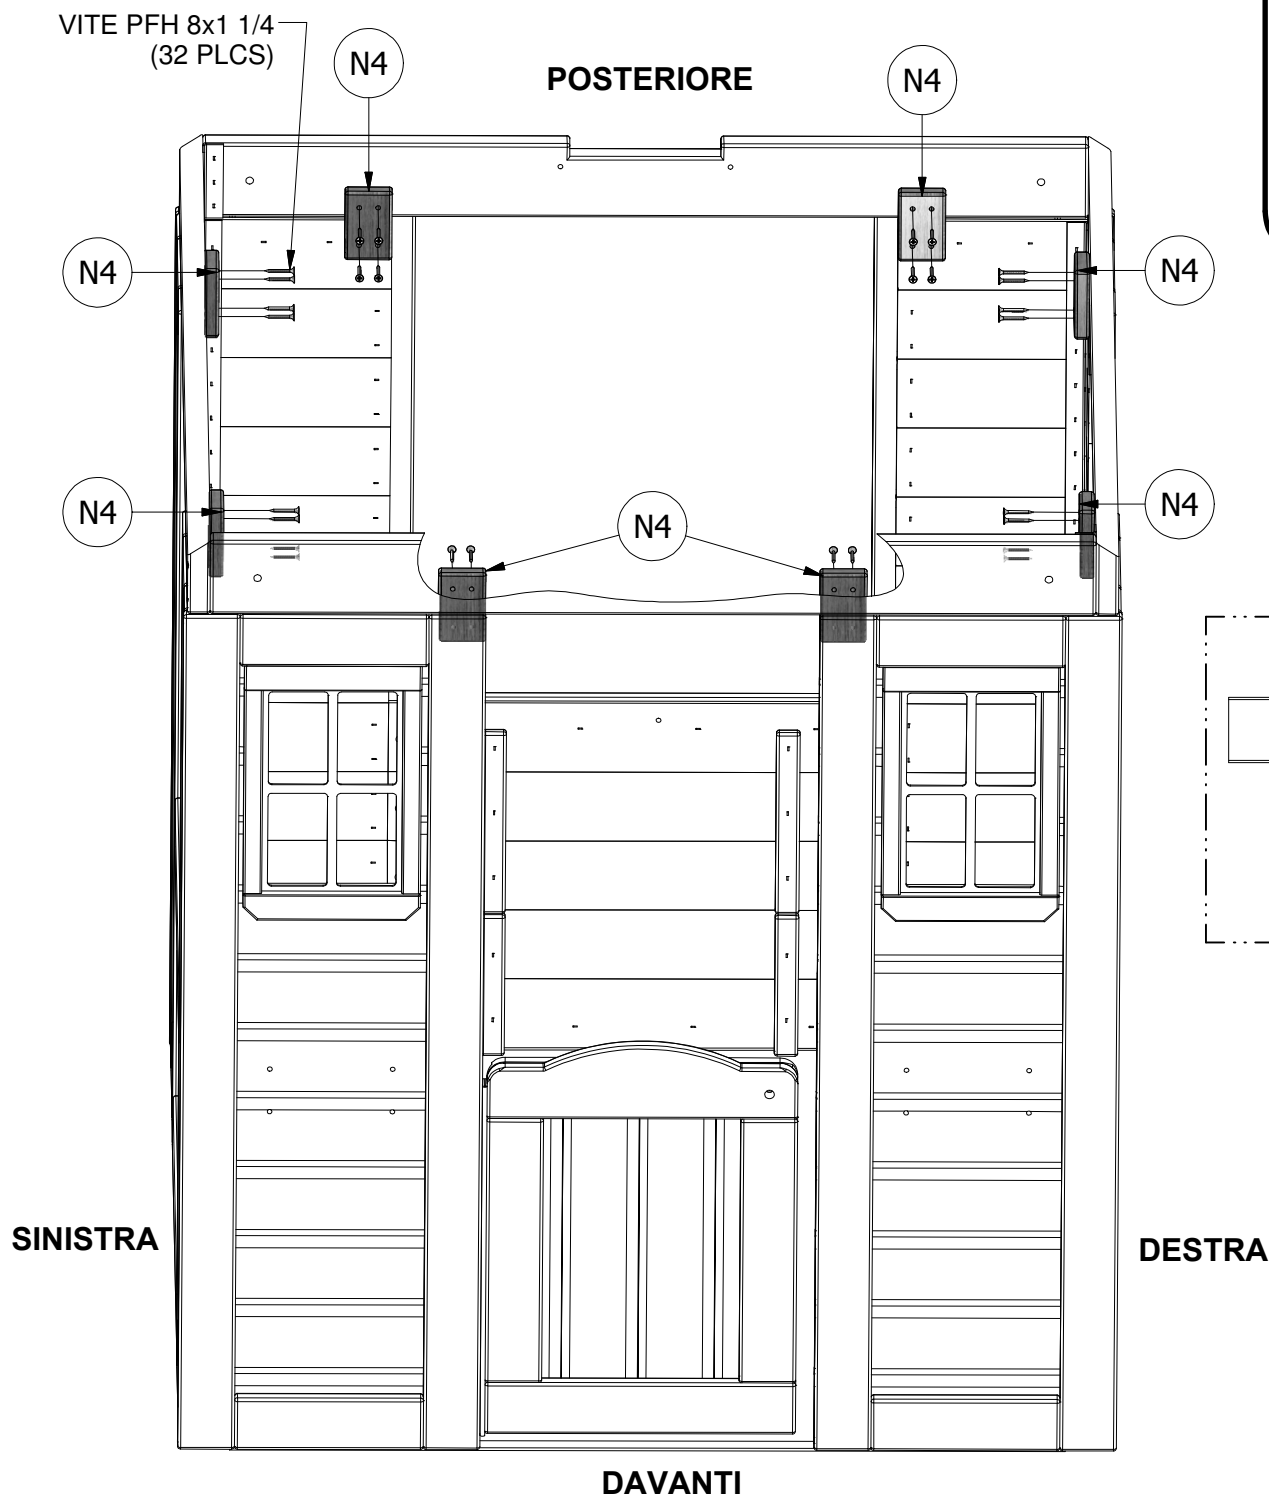 VITE PFH 8x1 1/4
(32 PLCS)
N4
POSTERIORE
N4
N4
N4
N4
N4
N4
SINISTRA
DESTRA
DAVANTI